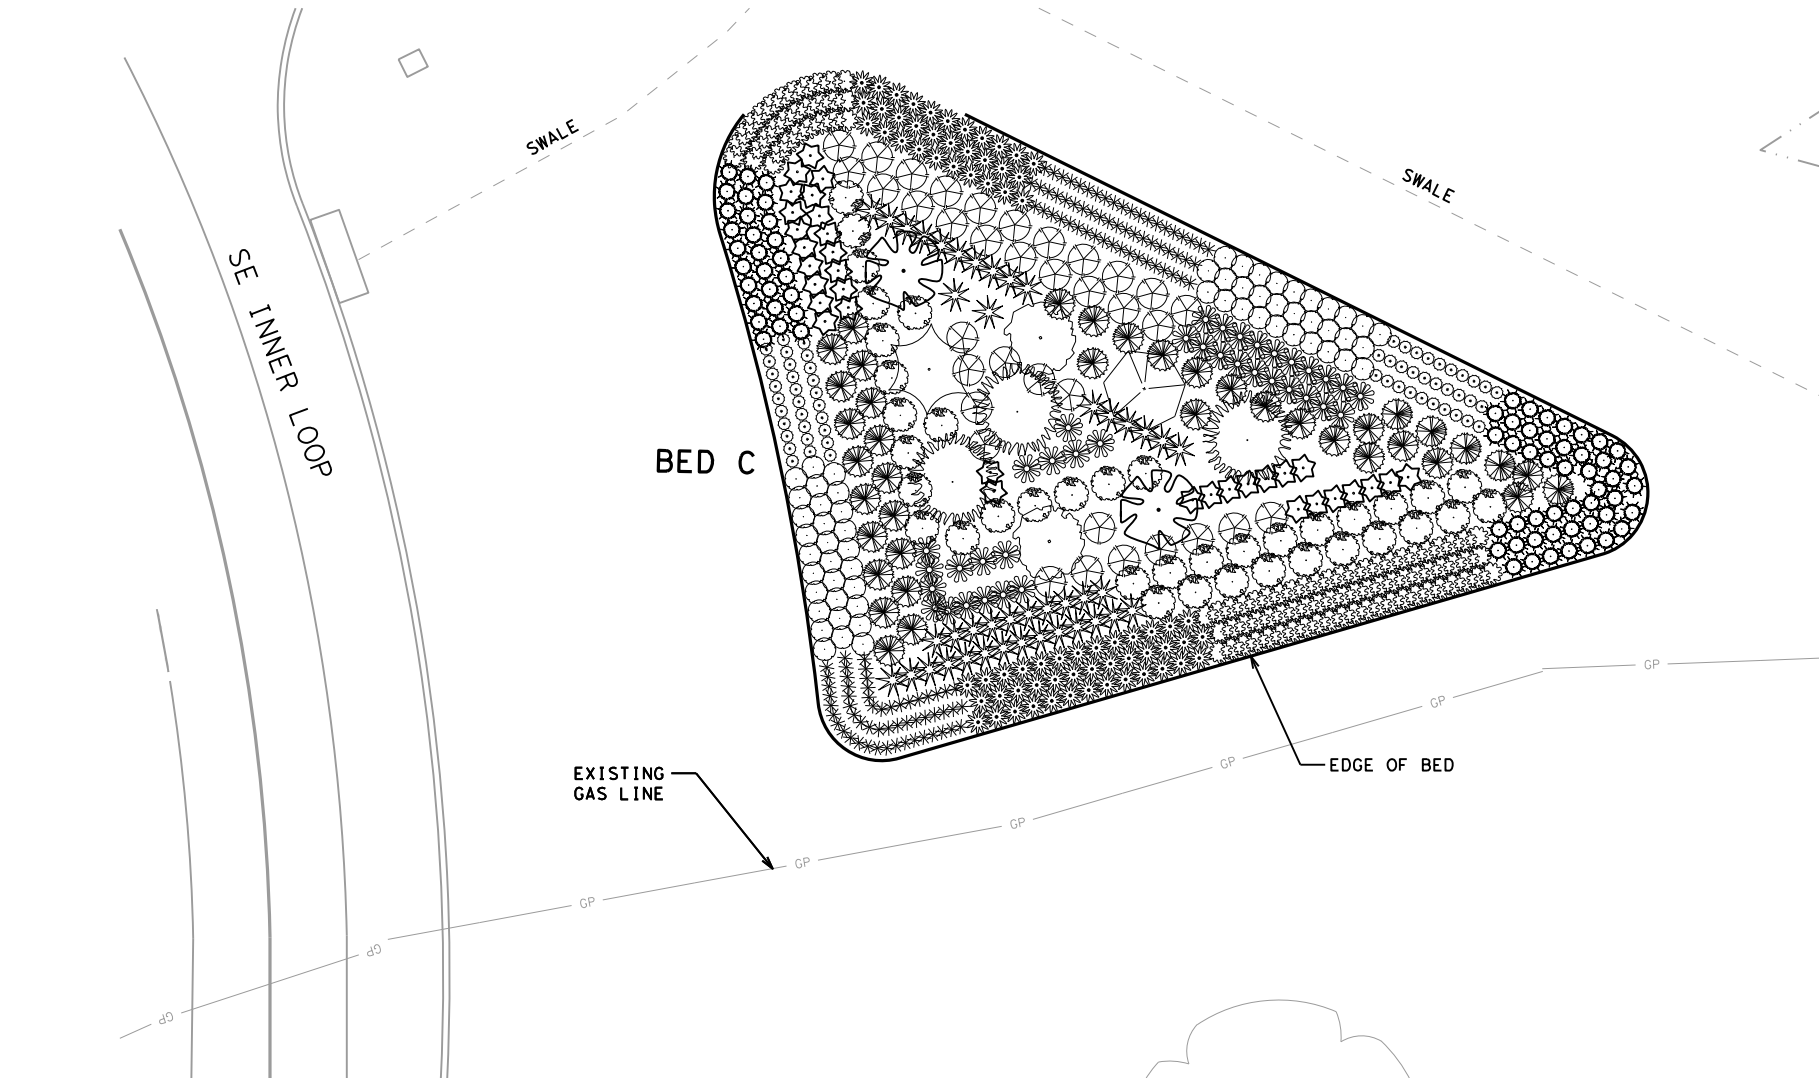 SWALE
SWALE
SE INNER LOOP
BED C
GP
GP
GP
EXISTING
GAS LINE
EDGE OF BED
GP
GP
GP
GP
GP